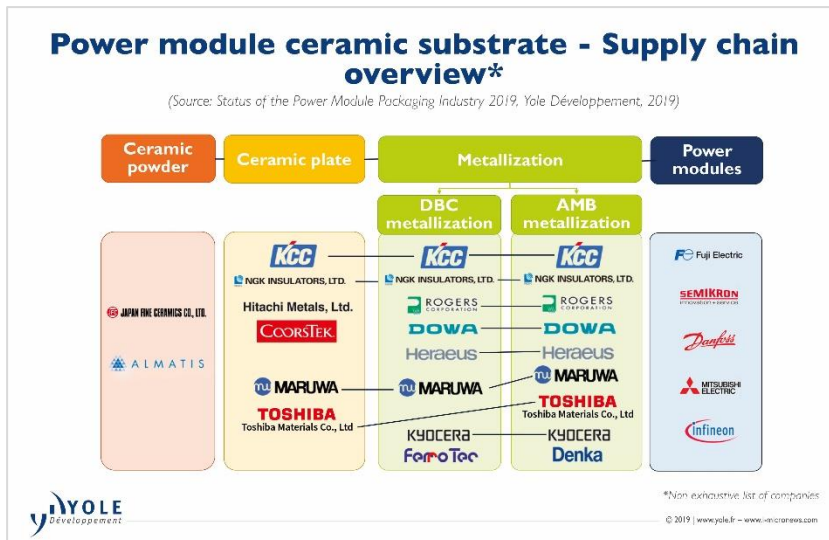 Power module ceramic substrate - Supply chain
overview*
(Source: Status of the Power Module Packaging Industry 2019, Yole Développement, 2019)
Ceramic
powder
Ceramic plate
Metallization
Power
modules
DBC
metallization
AMB
metallization
JAPAN FINE CERAMICS CO., LTD.
ALMATIS
KCC
NGK INSULATORS, LTD.
Hitachi Metals, Ltd.
COORSTEK
MARUWA
TOSHIBA
Toshiba Materials Co., Ltd
KCC
NGK INSULATORS, LTD.
ROGERS
CORPORATION
DOWA
Heraeus
MARUWA
KYOCERA
FerroTec
KCC
NGK INSULATORS, LTD.
ROGERS
CORPORATION
DOWA
Heraeus
MARUWA
TOSHIBA
Toshiba Materials Co., Ltd
KYOCERA
Denka
Fe Fuji Electric
SEMIKRON
innovation + service
Danfoss
MITSUBISHI
ELECTRIC
infineon
*Non exhaustive list of companies
YOLE
Développement
© 2019 | www.yole.fr – www.i-micronews.com